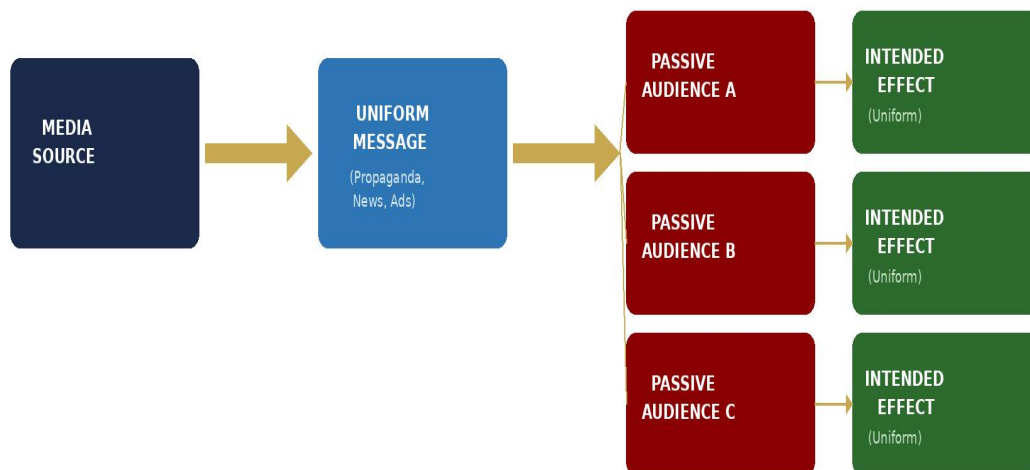 MEDIA
SOURCE
UNIFORM
MESSAGE
(Propaganda,
News, Ads)
PASSIVE
AUDIENCE A
INTENDED
EFFECT
(Uniform)
PASSIVE
AUDIENCE B
INTENDED
EFFECT
(Uniform)
PASSIVE
AUDIENCE C
INTENDED
EFFECT
(Uniform)